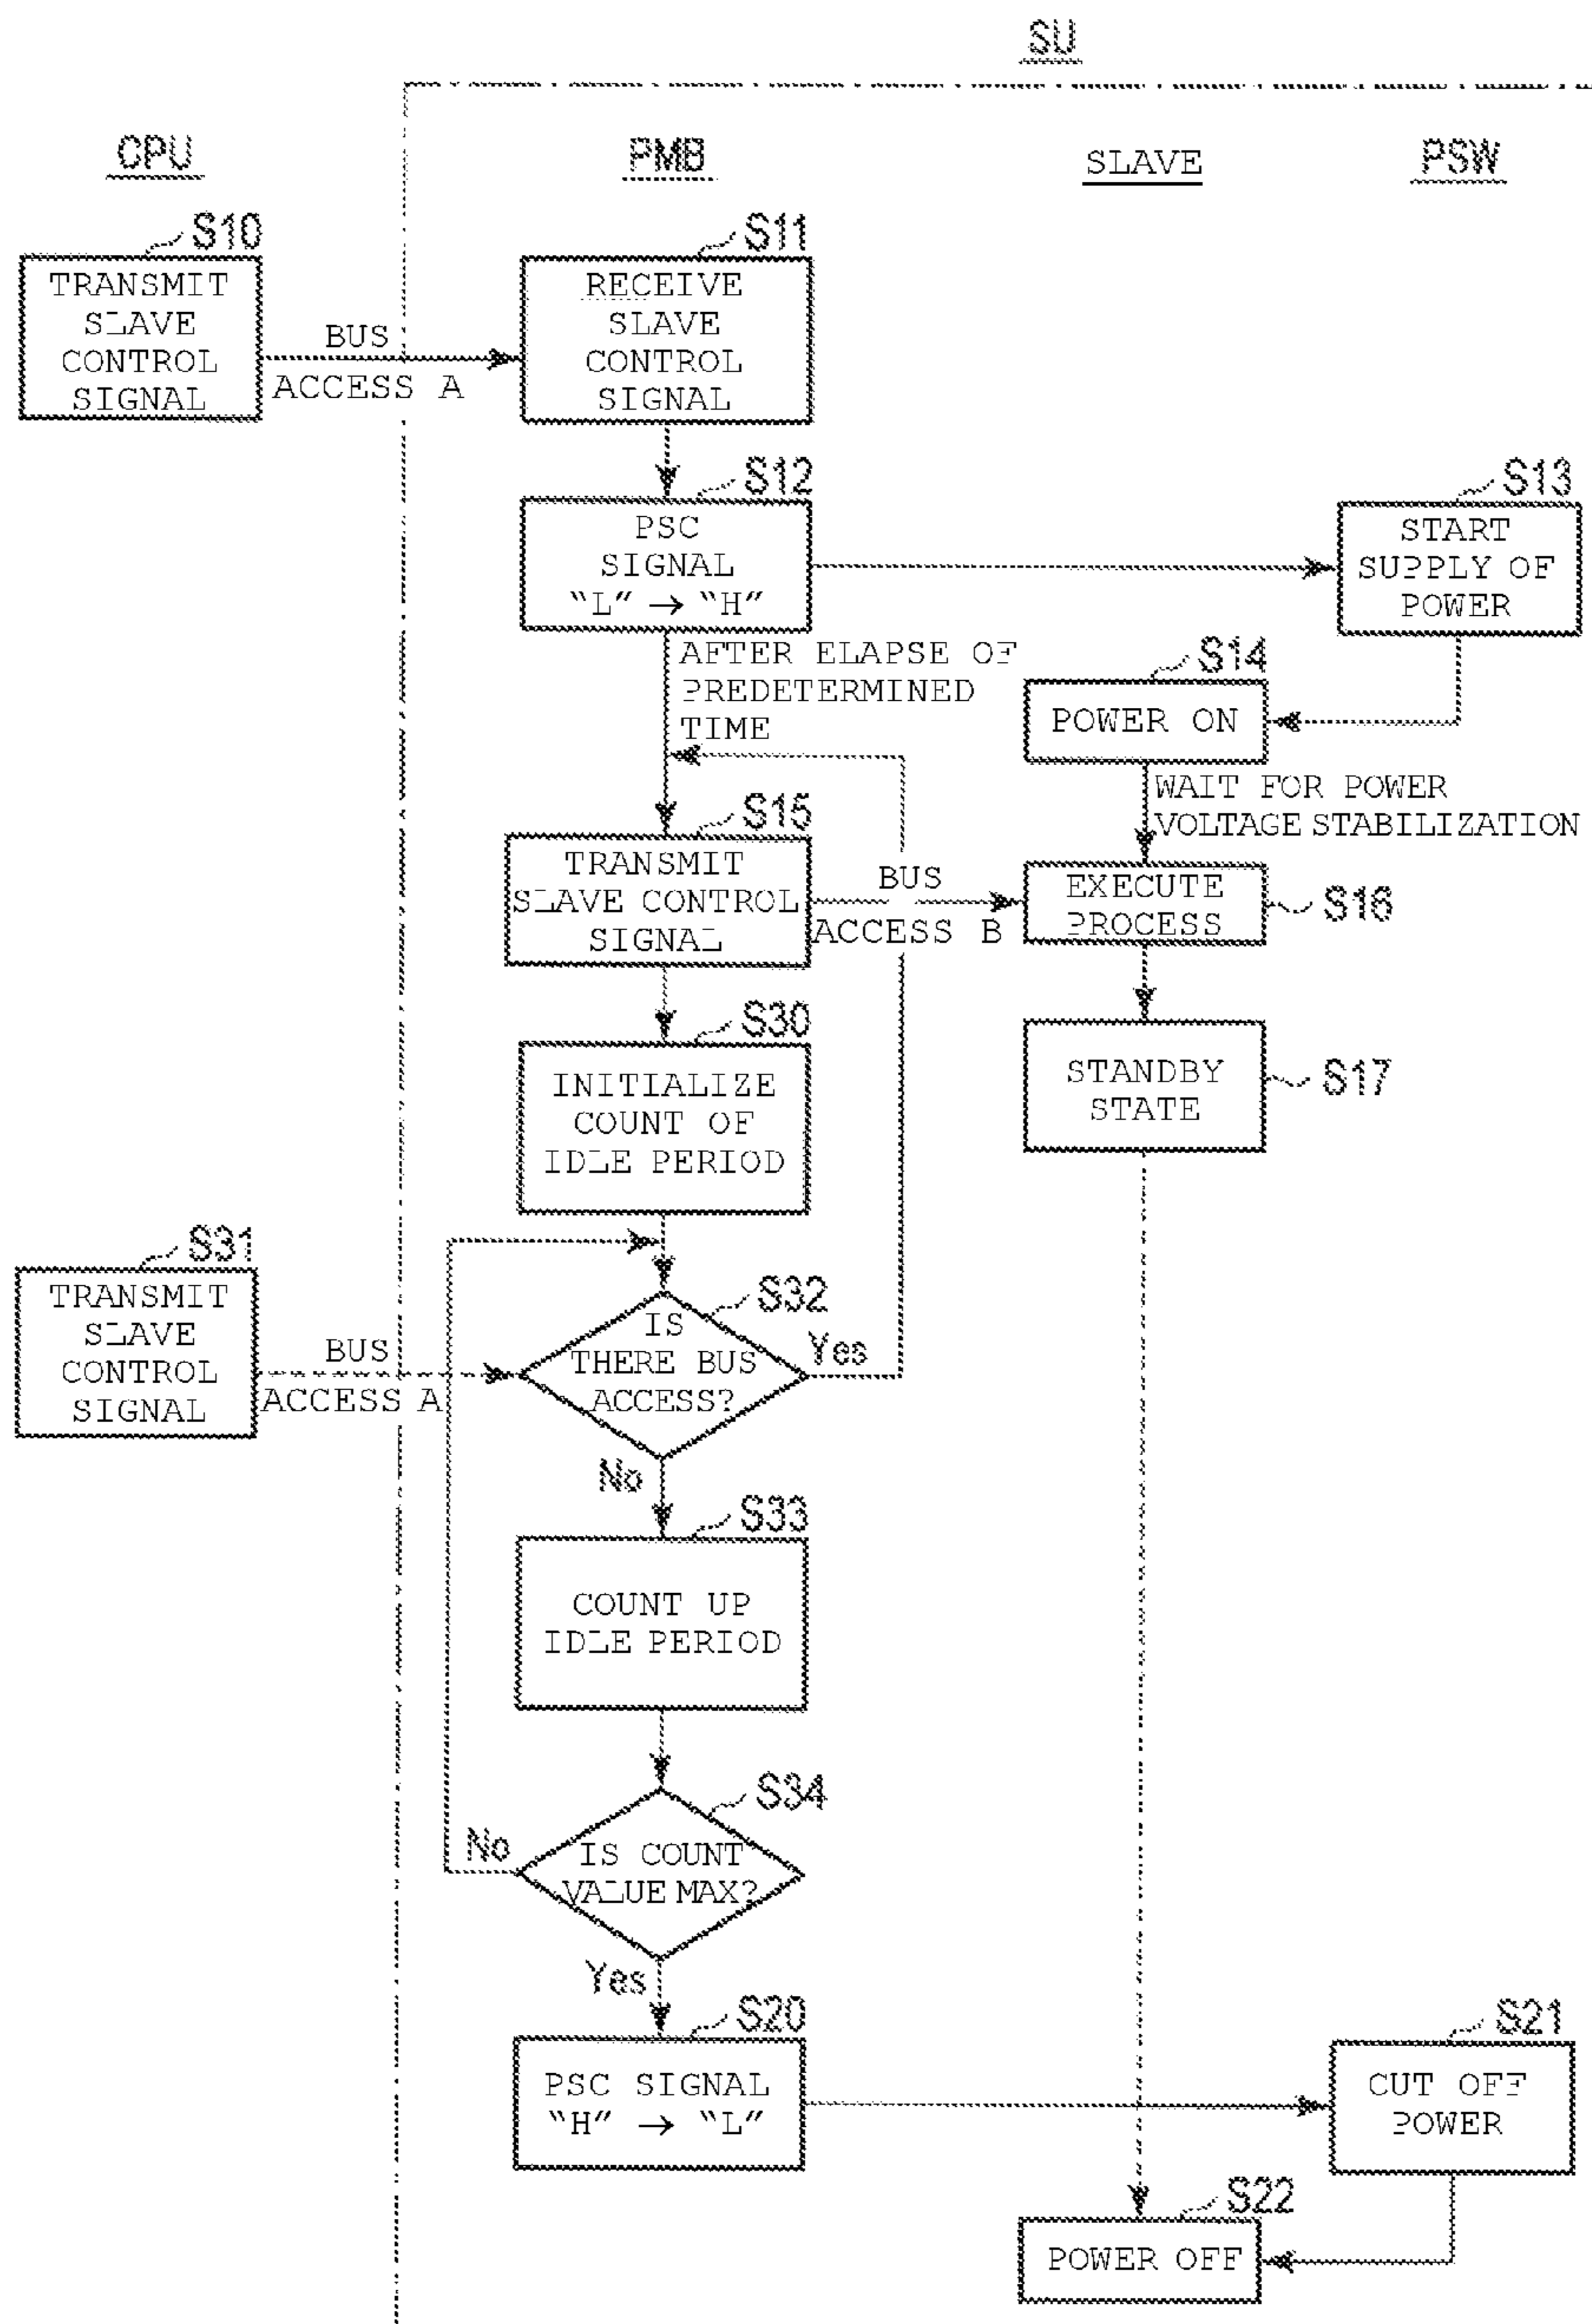 SU
CPU
PMB
SLAVE
PSW
S10
TRANSMIT
SLAVE
CONTROL
SIGNAL
BUS
ACCESS A
S11
RECEIVE
SLAVE
CONTROL
SIGNAL
S12
PSC
SIGNAL
“L” → “H”
S13
START
SUPPLY OF
POWER
AFTER ELAPSE OF
PREDETERMINED
TIME
S14
POWER ON
WAIT FOR POWER
VOLTAGE STABILIZATION
S15
TRANSMIT
SLAVE CONTROL
SIGNAL
BUS
ACCESS B
EXECUTE
PROCESS
S16
S30
INITIALIZE
COUNT OF
IDLE PERIOD
STANDBY
STATE
S17
S31
TRANSMIT
SLAVE
CONTROL
SIGNAL
BUS
ACCESS A
S32
IS
THERE BUS
ACCESS?
Yes
No
S33
COUNT UP
IDLE PERIOD
S34
IS COUNT
VALUE MAX?
No
Yes
S20
PSC SIGNAL
“H” → “L”
S21
CUT OFF
POWER
S22
POWER OFF